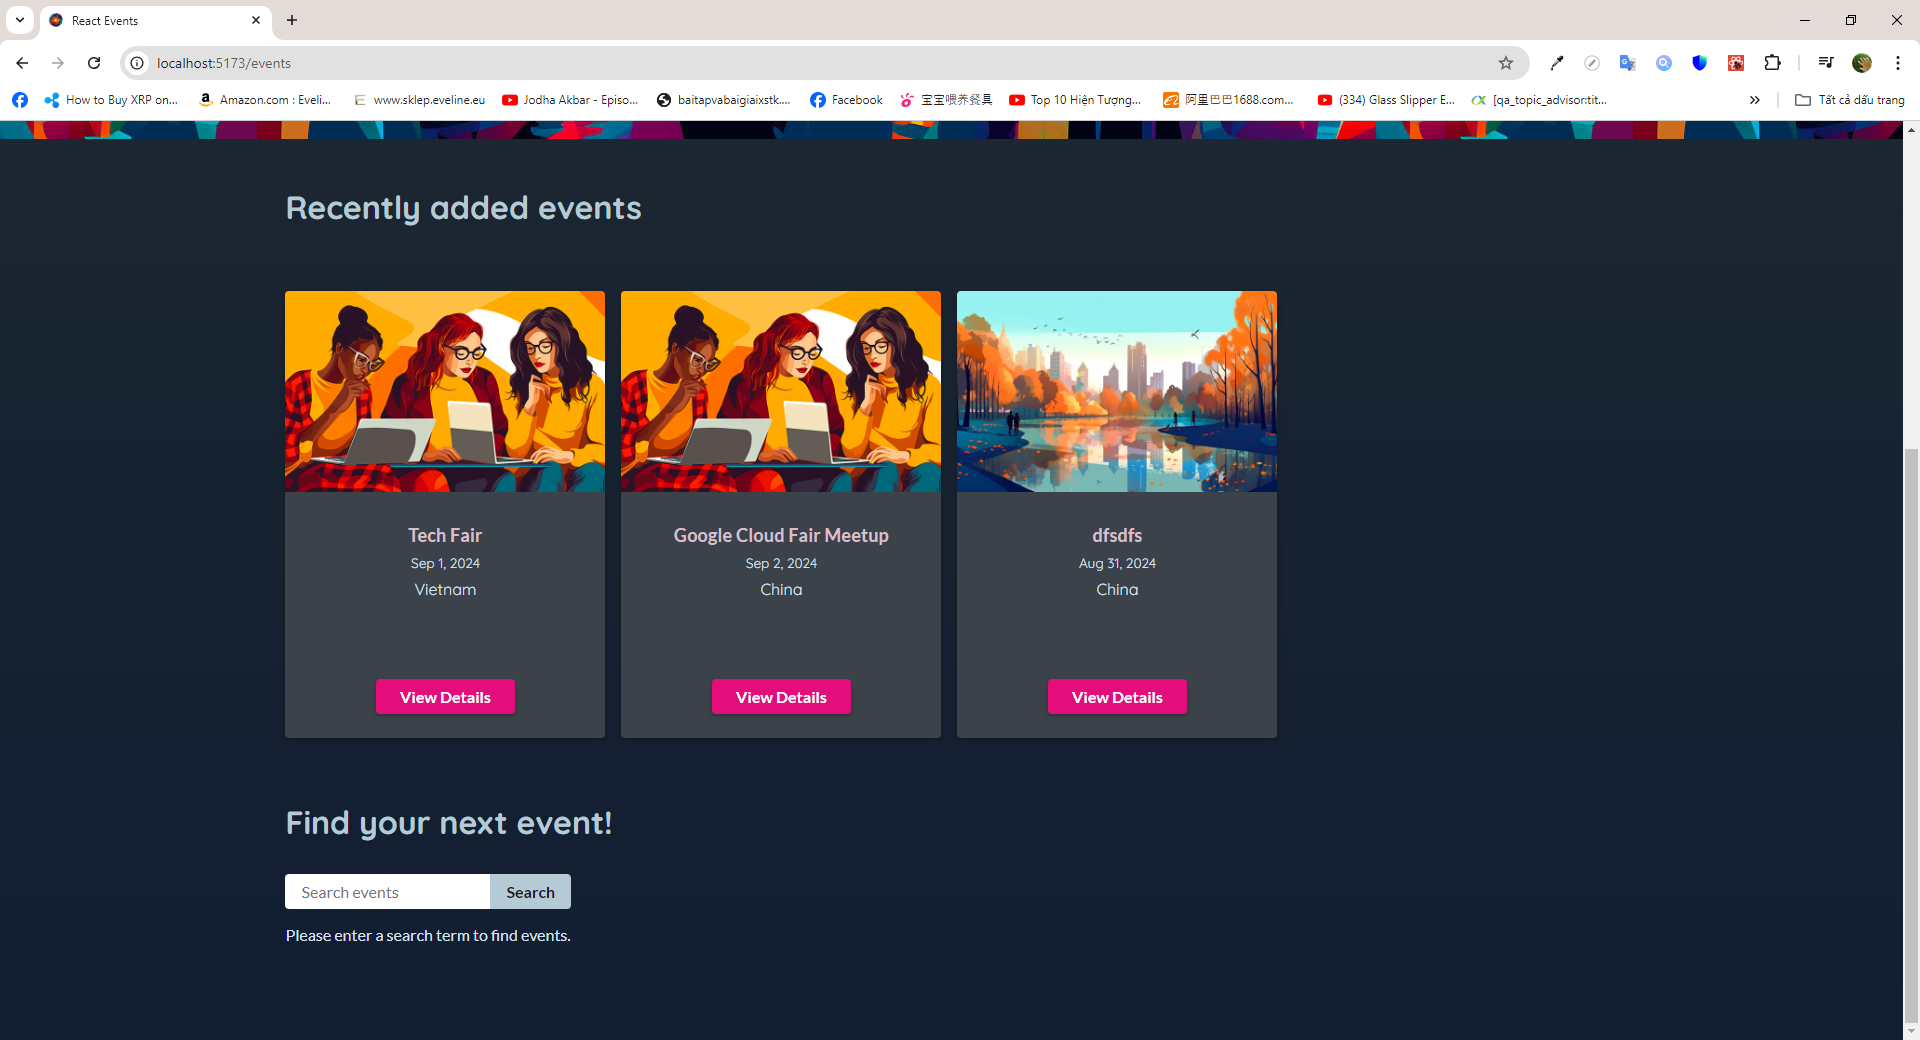 React Events
localhost:5173/events
How to Buy XRP on...
Amazon.com : Eveli...
www.sklep.eveline.eu
Jodha Akbar - Episo...
baitapvabaigiaixstk....
Facebook
宝宝喂养餐具
Top 10 Hiện Tượng...
阿里巴巴1688.com...
(334) Glass Slipper E...
[qa_topic_advisor:tit...
Tất cả dấu trang
Recently added events
Tech Fair
Sep 1, 2024
Vietnam
View Details
Google Cloud Fair Meetup
Sep 2, 2024
China
View Details
dfsdfs
Aug 31, 2024
China
View Details
Find your next event!
Search events
Search
Please enter a search term to find events.